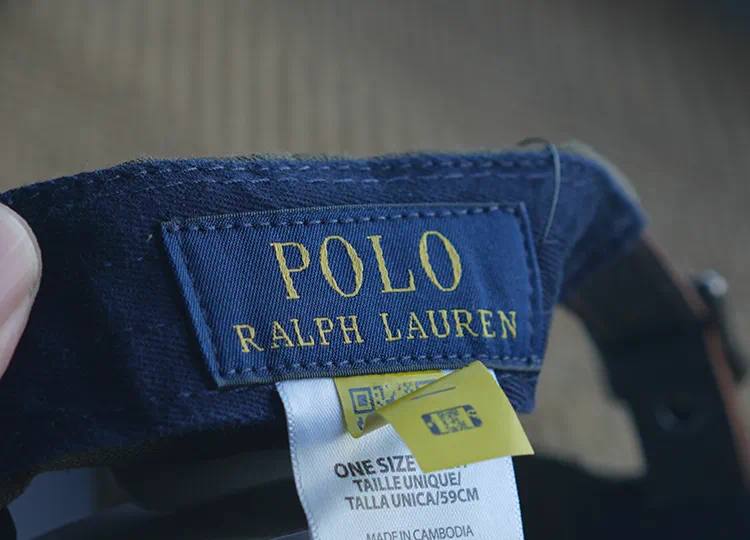 POLO
RALPH LAUREN
ONE SIZE
TAILLE UNIQUE/
TALLA UNICA/59CM
MADE IN CAMBODIA